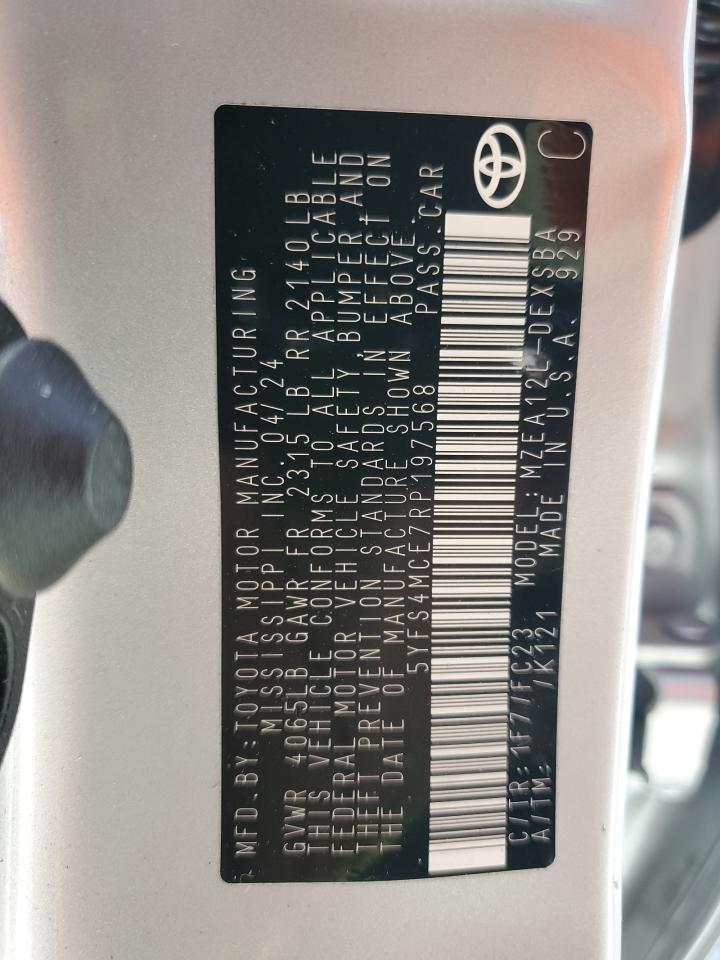 MFD.BY:TOYOTA MOTOR MANUFACTURING
MISSISSIPPI INC 04/24
GVWR 4065LB GAWR FR 2315 LB RR 2140LB
THIS VEHICLE CONFORMS TO ALL APPLICABLE
FEDERAL MOTOR VEHICLE SAFETY, BUMPER AND
THEFT PREVENTION STANDARDS IN EFFECT ON
THE DATE OF MANUFACTURE SHOWN ABOVE.
5YFS4MCE7RP197568 PASS.CAR
C/TR: 1F7/FC23 MODEL: MZEA12L-DEXSBA
A/TM: /K121 MADE IN U.S.A. 929
C